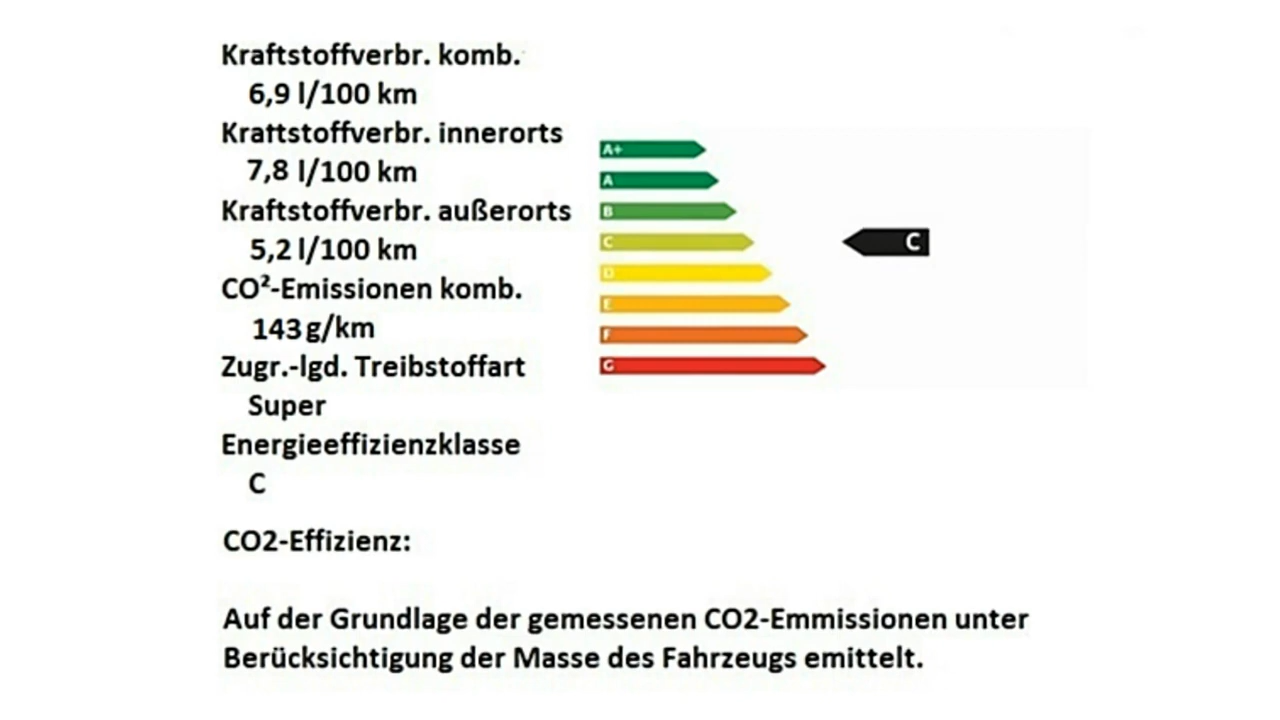 Kraftstoffverbr. komb.
6,9 l/100 km
Krattstoffverbr. innerorts
7,8 l/100 km
Kraftstoffverbr. außerorts
5,2 l/100 km
CO²-Emissionen komb.
143 g/km
Zugr.-lgd. Treibstoffart
Super
Energieeffizienzklasse
C
A+
A
B
C
D
E
F
G
C
CO2-Effizienz:
Auf der Grundlage der gemessenen CO2-Emmissionen unter
Berücksichtigung der Masse des Fahrzeugs emittelt.